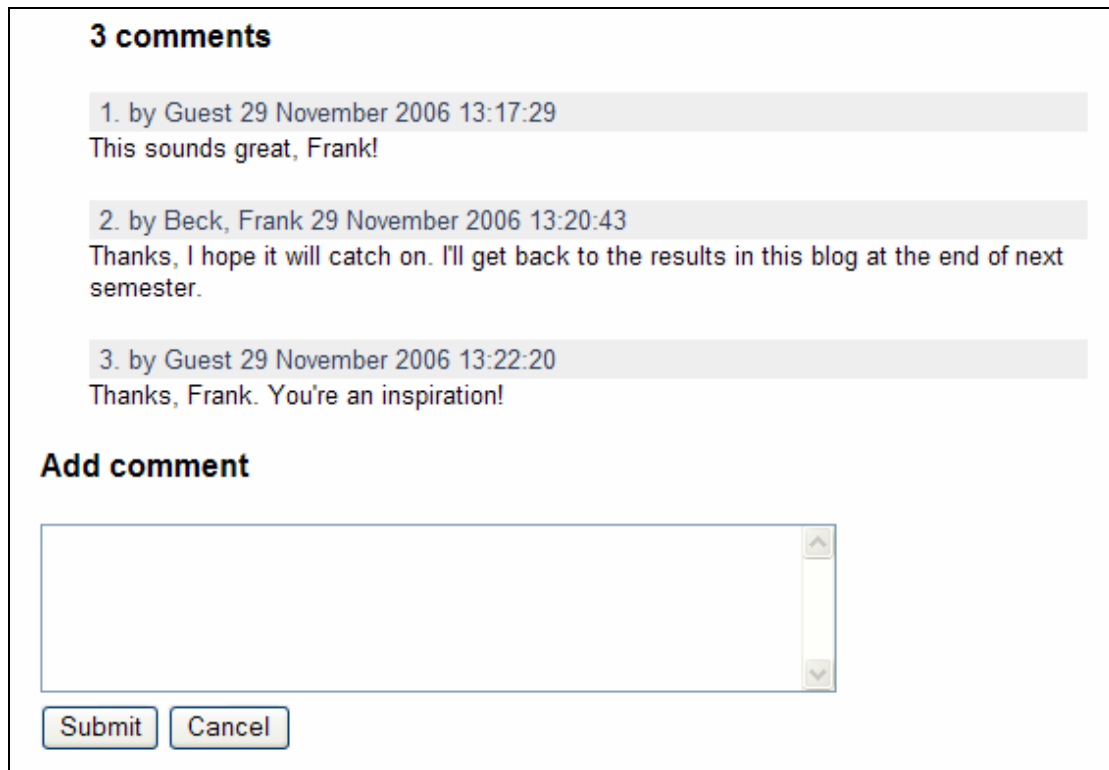 3 comments
1. by Guest 29 November 2006 13:17:29
This sounds great, Frank!
2. by Beck, Frank 29 November 2006 13:20:43
Thanks, I hope it will catch on. I'll get back to the results in this blog at the end of next
semester.
3. by Guest 29 November 2006 13:22:20
Thanks, Frank. You're an inspiration!
Add comment
Submit Cancel